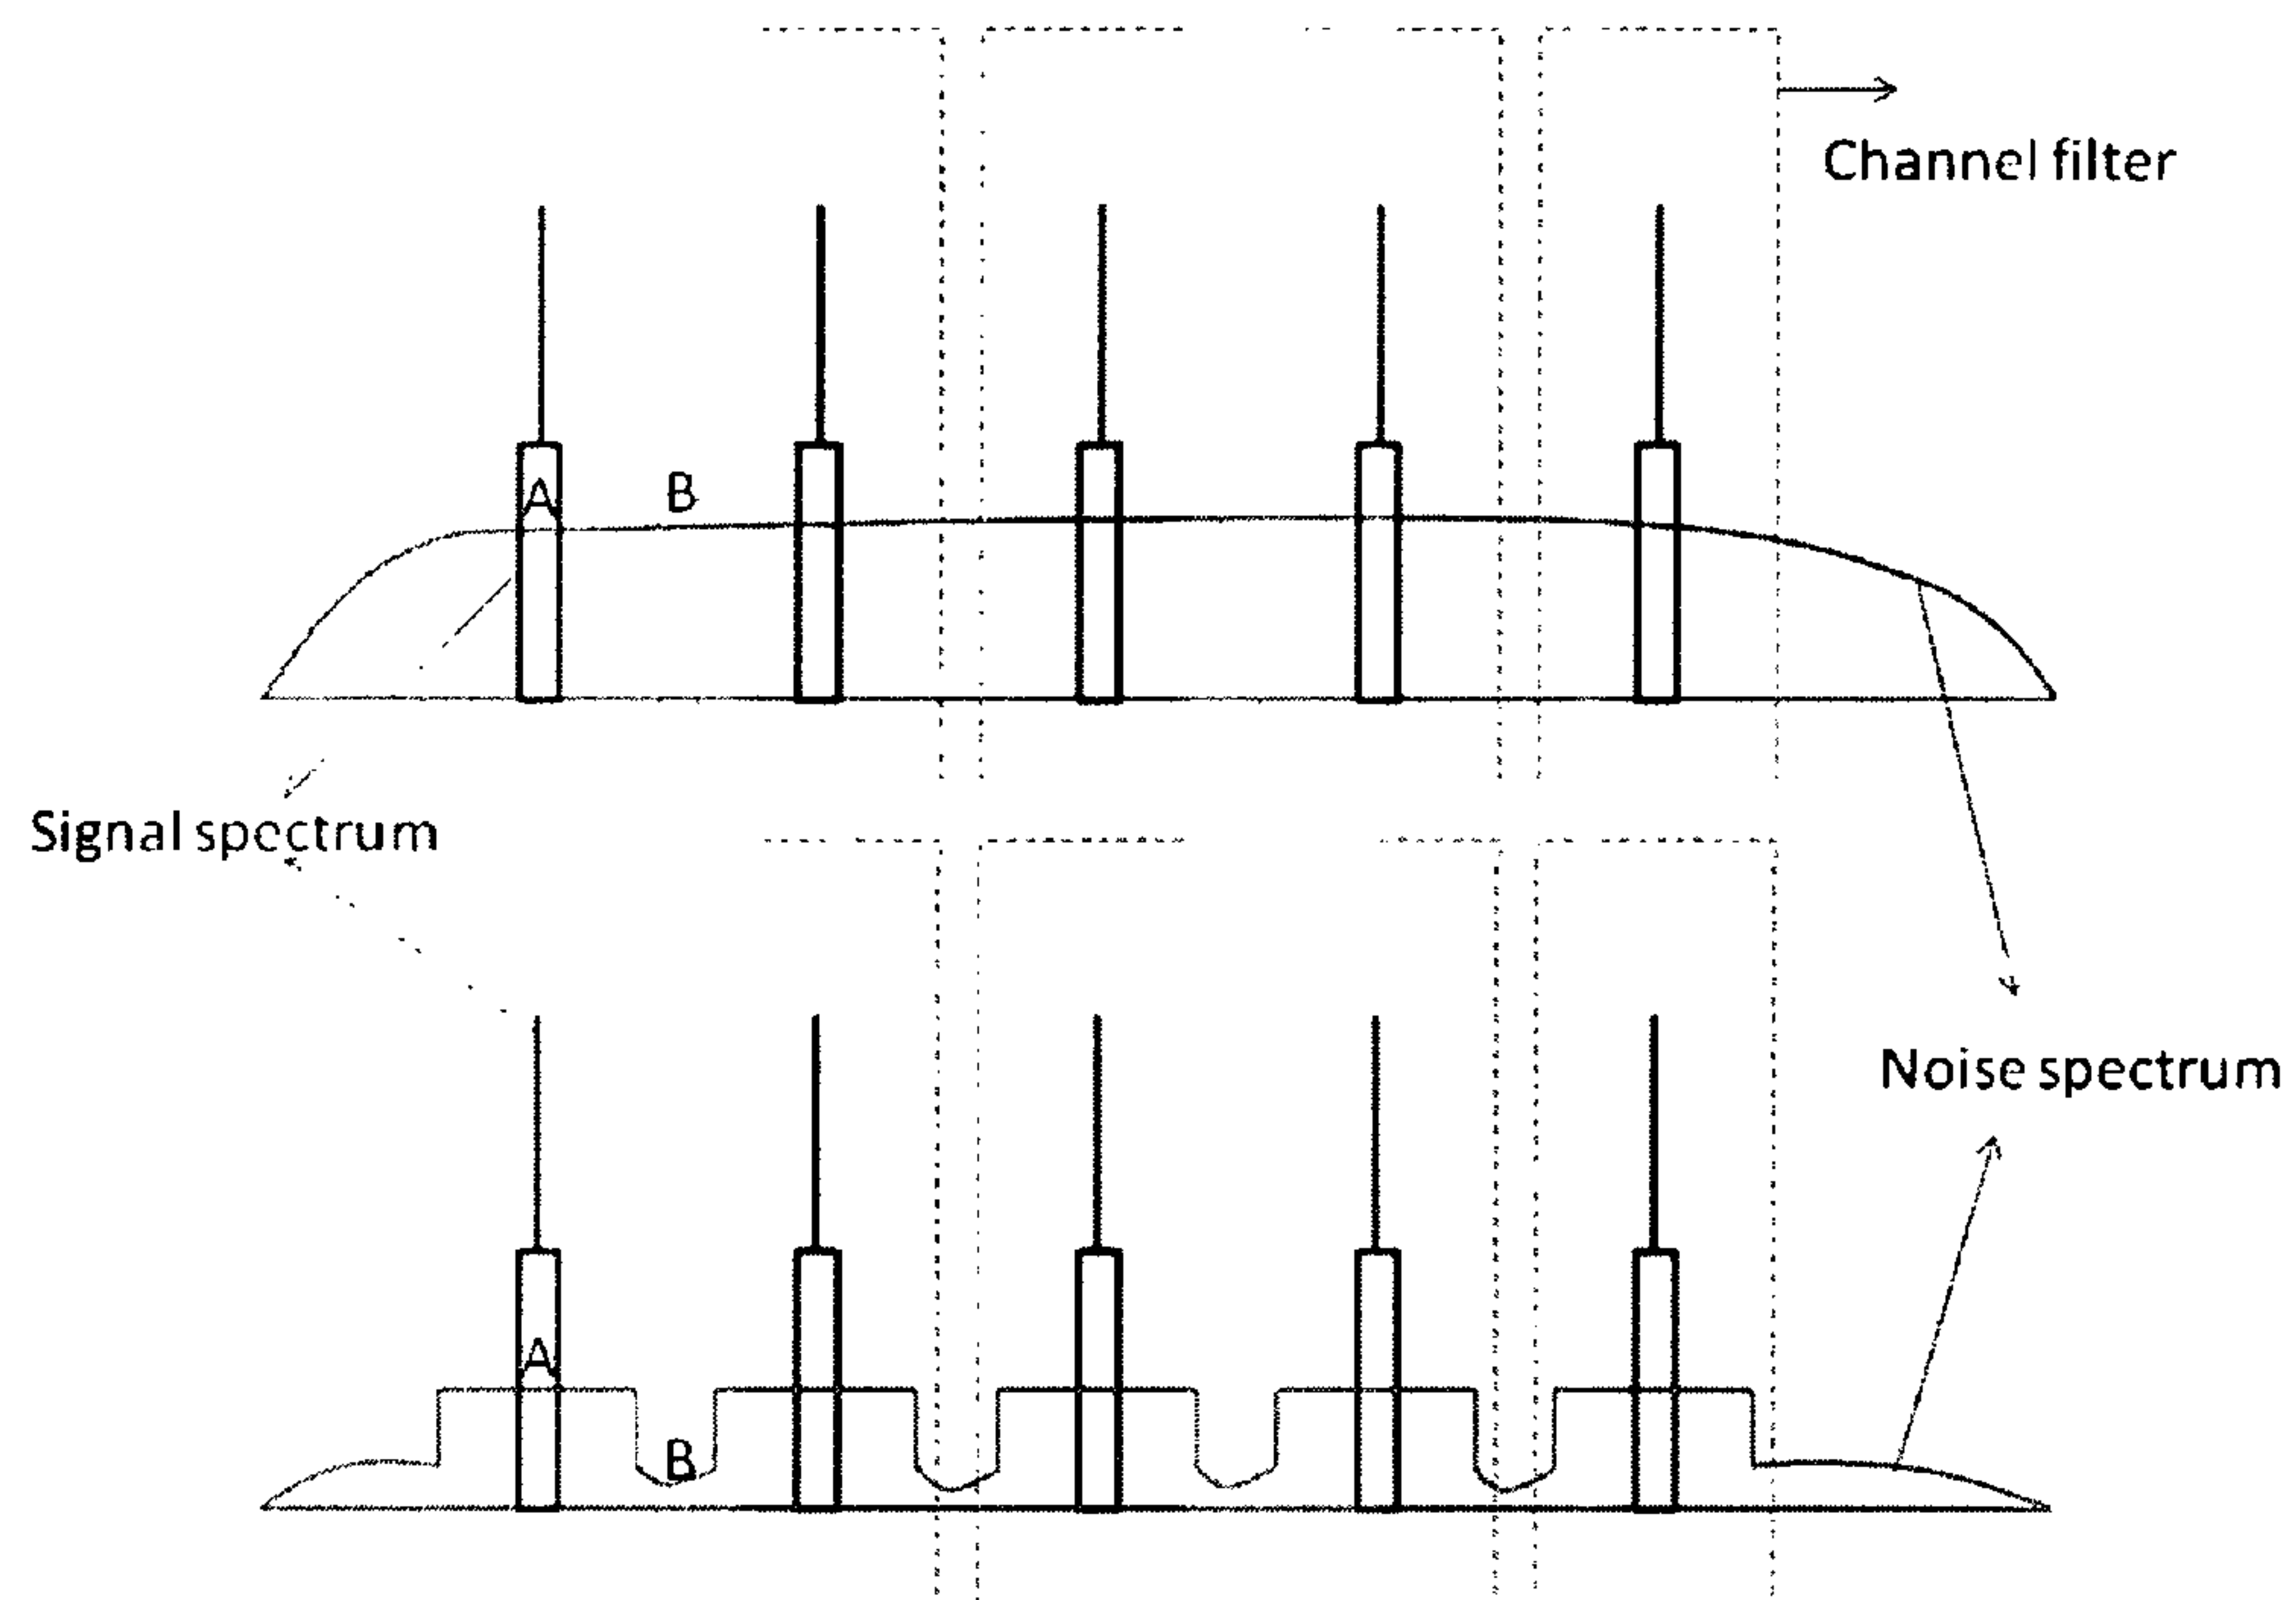 Channel filter
A
B
Signal spectrum
Noise spectrum
A
B